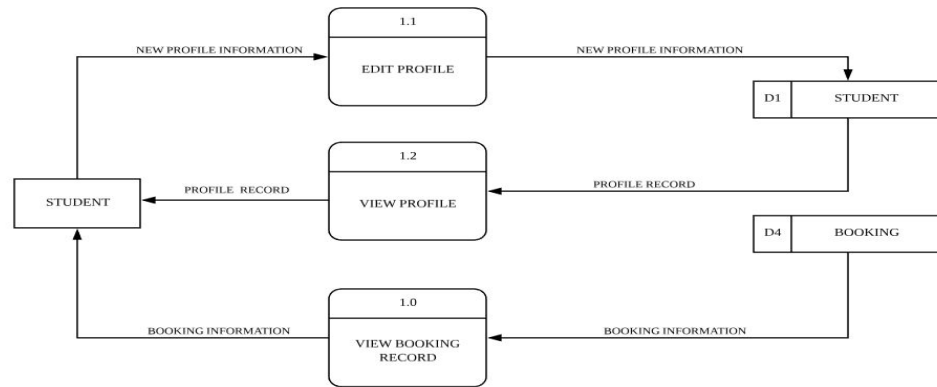 1.1
NEW PROFILE INFORMATION
NEW PROFILE INFORMATION
EDIT PROFILE
D1
STUDENT
1.2
PROFILE RECORD
PROFILE RECORD
STUDENT
VIEW PROFILE
D4
BOOKING
1.0
BOOKING INFORMATION
BOOKING INFORMATION
VIEW BOOKING
RECORD